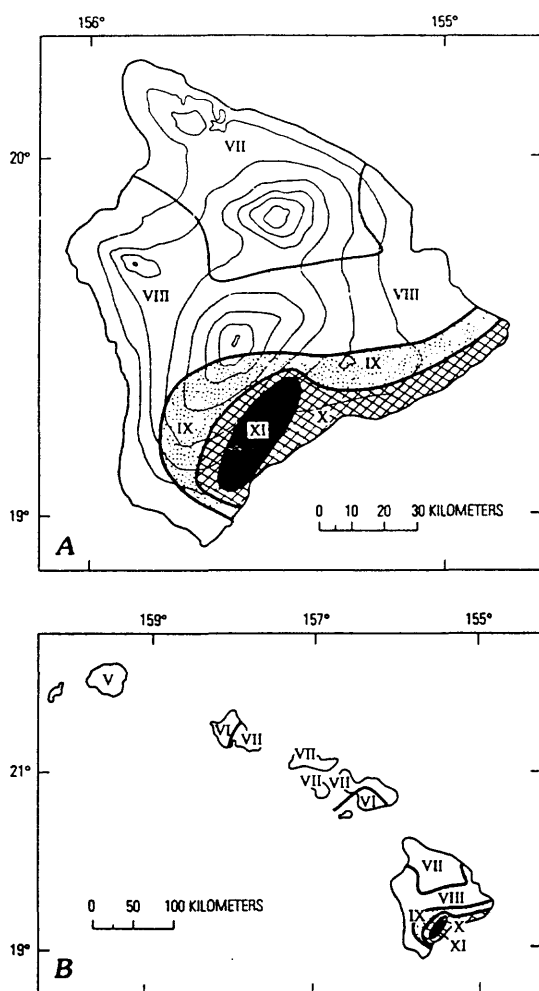 156° 155°
20°
VII
VIII VIII
IX
IX XI X
19°
0 10 20 30 KILOMETERS
A
159° 157° 155°
V
VI VII
VII
21°
VII VII
VI
VII
VIII
0 50 100 KILOMETERS
IX X
XI
19°
B